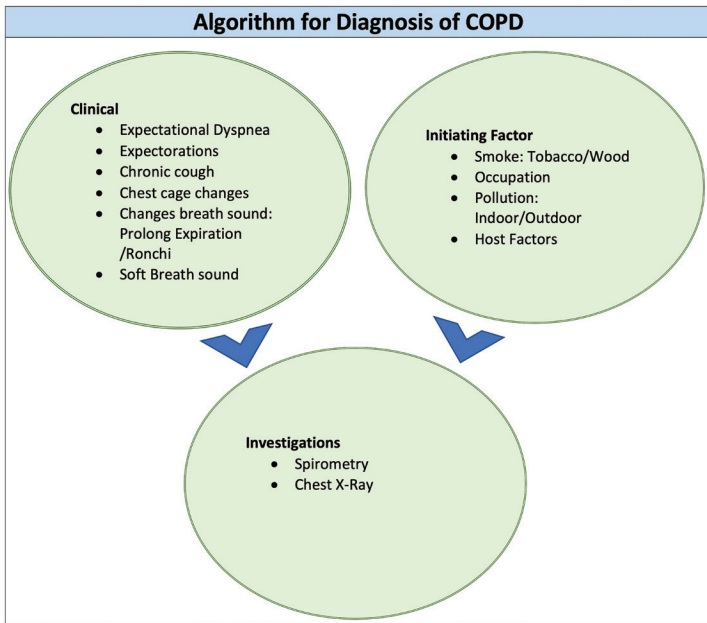 Algorithm for Diagnosis of COPD
Clinical
• Expectational Dyspnea
• Expectorations
• Chronic cough
• Chest cage changes
• Changes breath sound:
Prolong Expiration
/Ronchi
• Soft Breath sound
Initiating Factor
• Smoke: Tobacco/Wood
• Occupation
• Pollution:
Indoor/Outdoor
• Host Factors
Investigations
• Spirometry
• Chest X-Ray